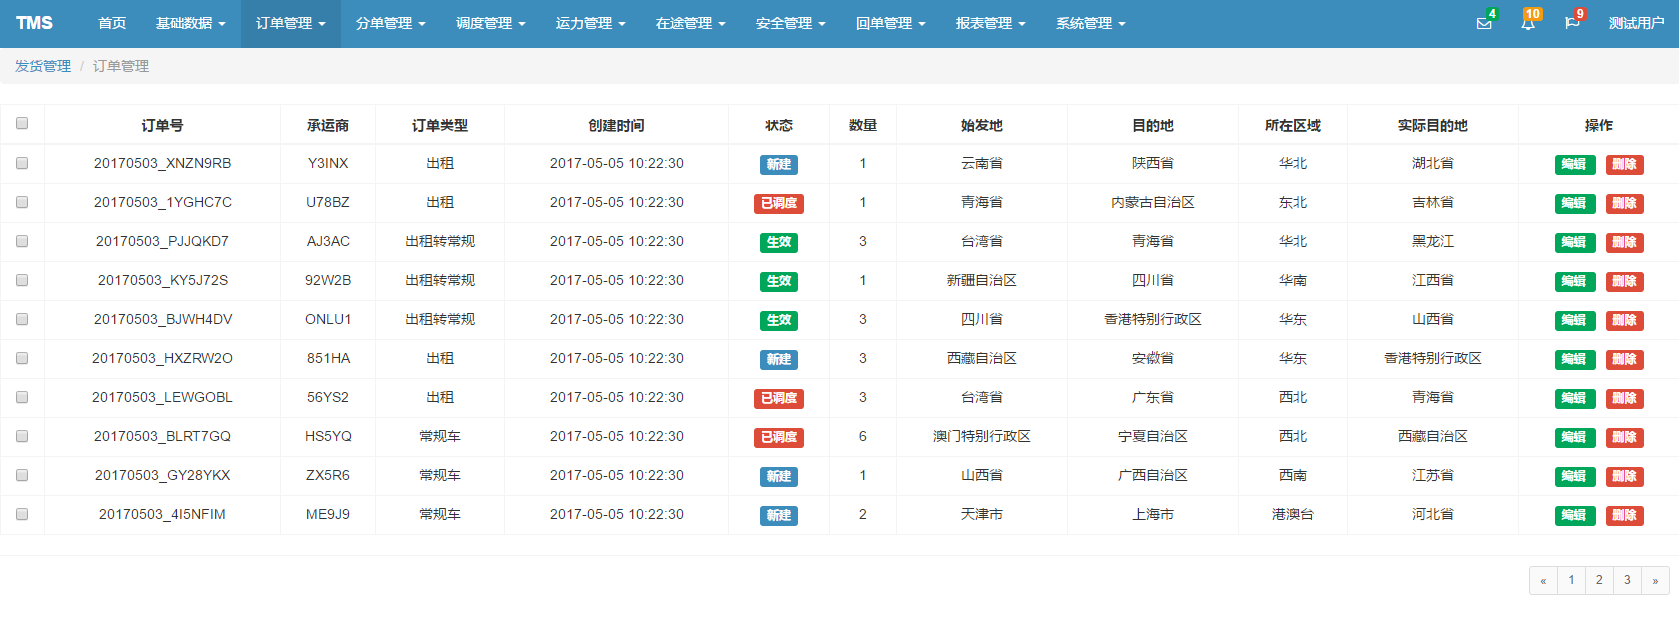 TMS 首页 基础数据 订单管理 分单管理 调度管理 运力管理 在途管理 安全管理 回单管理 报表管理 系统管理 4 10 9 测试用户
发货管理 / 订单管理
订单号 承运商 订单类型 创建时间 状态 数量 始发地 目的地 所在区域 实际目的地 操作
20170503_XNZN9RB Y3INX 出租 2017-05-05 10:22:30 新建 1 云南省 陕西省 华北 湖北省 编辑 删除
20170503_1YGHC7C U78BZ 出租 2017-05-05 10:22:30 已调度 1 青海省 内蒙古自治区 东北 吉林省 编辑 删除
20170503_PJJQKD7 AJ3AC 出租转常规 2017-05-05 10:22:30 生效 3 台湾省 青海省 华北 黑龙江 编辑 删除
20170503_KY5J72S 92W2B 出租转常规 2017-05-05 10:22:30 生效 1 新疆自治区 四川省 华南 江西省 编辑 删除
20170503_BJWH4DV ONLU1 出租转常规 2017-05-05 10:22:30 生效 3 四川省 香港特别行政区 华东 山西省 编辑 删除
20170503_HXZRW2O 851HA 出租 2017-05-05 10:22:30 新建 3 西藏自治区 安徽省 华东 香港特别行政区 编辑 删除
20170503_LEWGOBL 56YS2 出租 2017-05-05 10:22:30 已调度 3 台湾省 广东省 西北 青海省 编辑 删除
20170503_BLRT7GQ HS5YQ 常规车 2017-05-05 10:22:30 已调度 6 澳门特别行政区 宁夏自治区 西北 西藏自治区 编辑 删除
20170503_GY28YKX ZX5R6 常规车 2017-05-05 10:22:30 新建 1 山西省 广西自治区 西南 江苏省 编辑 删除
20170503_4I5NFIM ME9J9 常规车 2017-05-05 10:22:30 新建 2 天津市 上海市 港澳台 河北省 编辑 删除
« 1 2 3 »